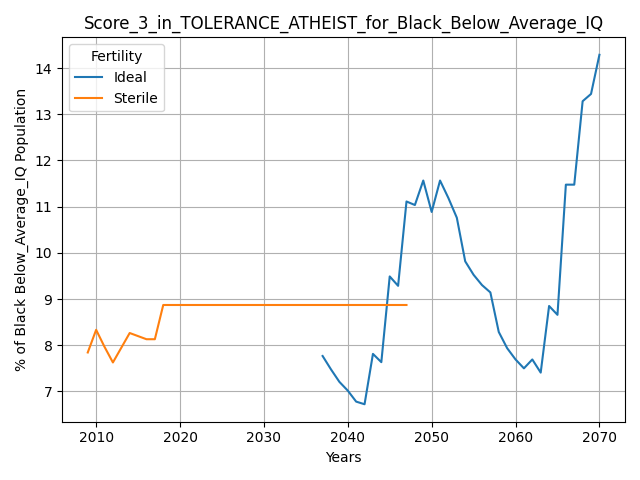 Score_3_in_TOLERANCE_ATHEIST_for_Black_Below_Average_IQ
Fertility
Ideal
Sterile
% of Black Below_Average_IQ Population
14
13
12
11
10
9
8
7
2010 2020 2030 2040 2050 2060 2070
Years